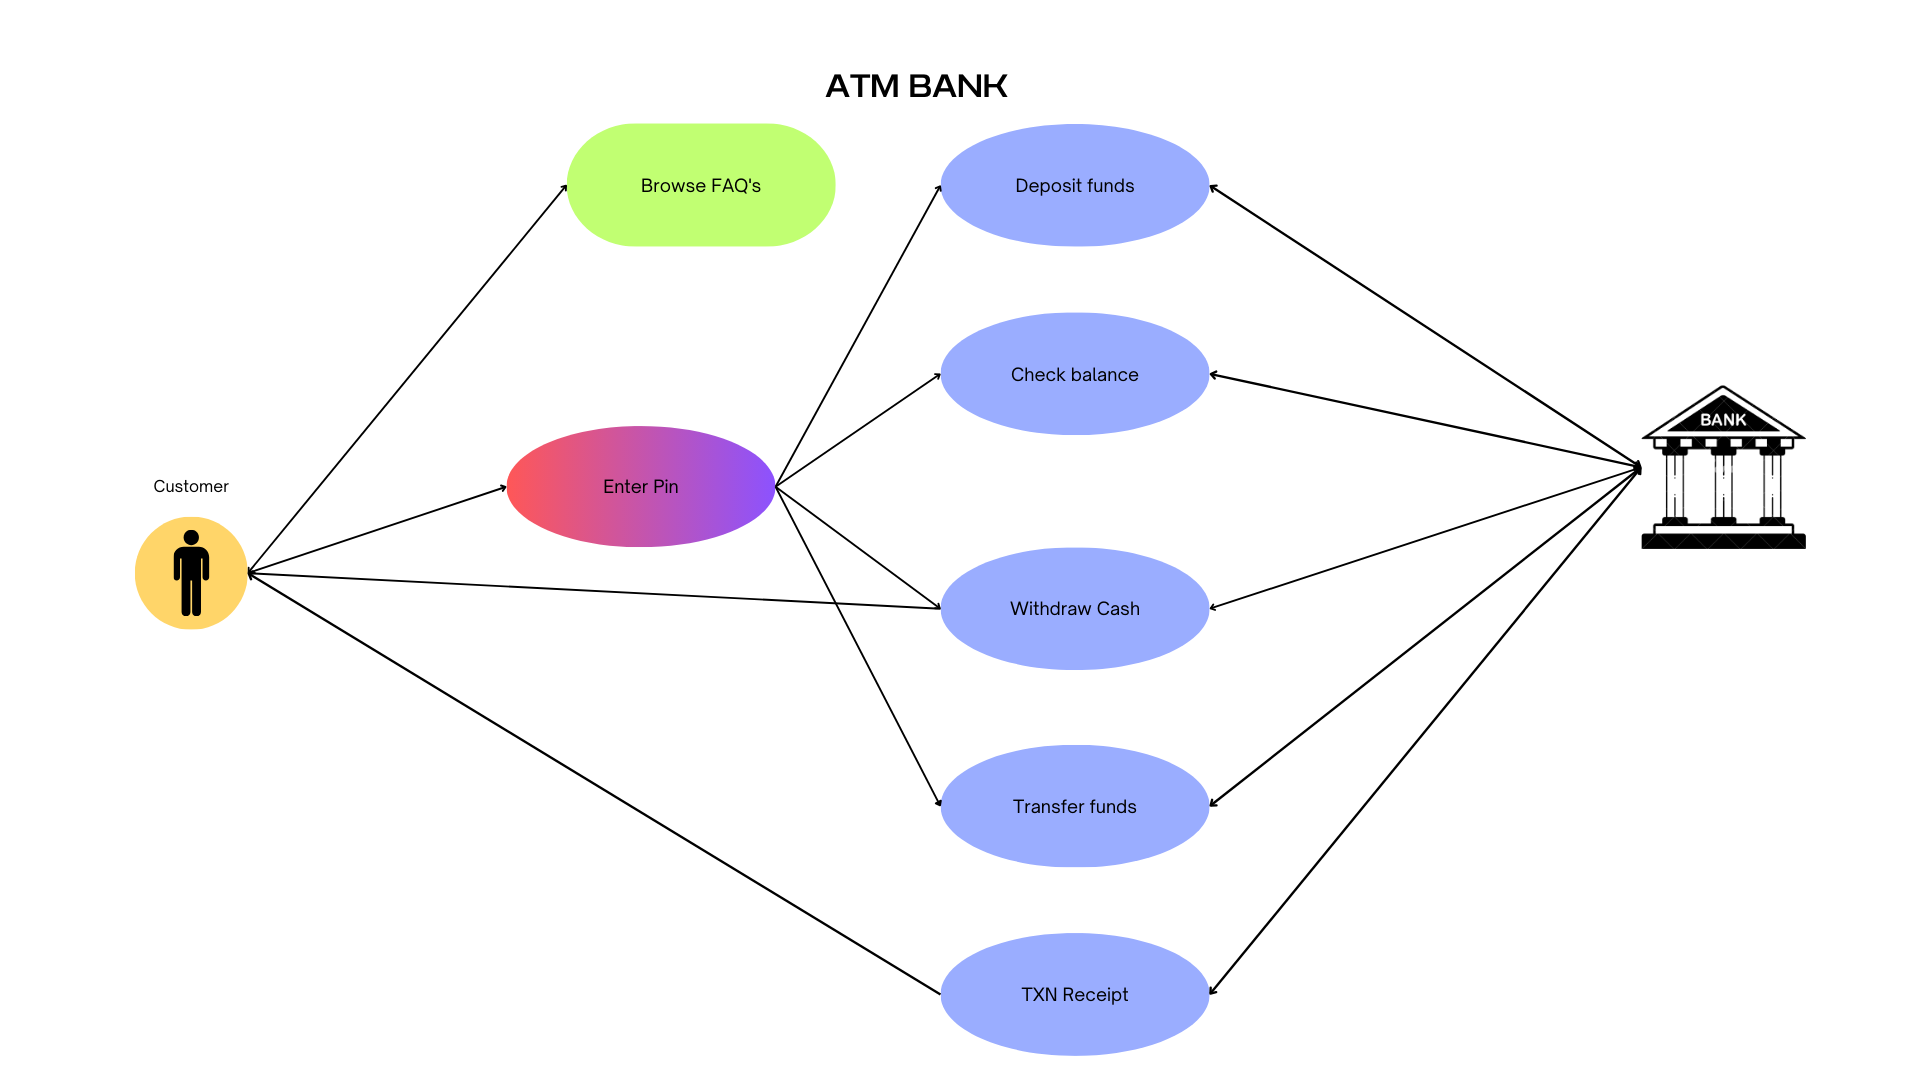 ATM BANK
Browse FAQ's
Deposit funds
Check balance
BANK
Customer
Enter Pin
Withdraw Cash
Transfer funds
TXN Receipt